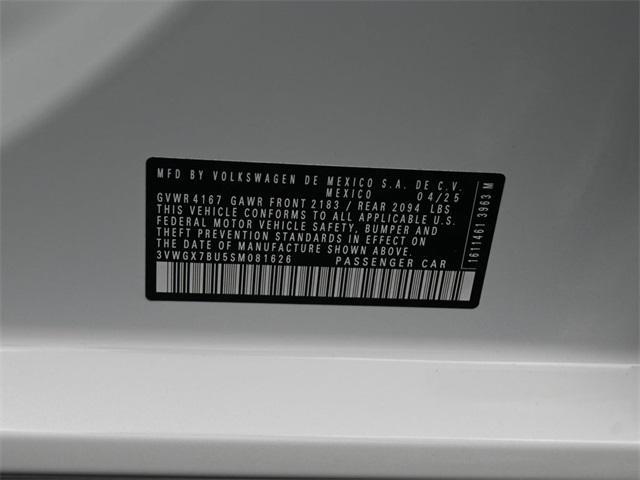 MFD BY VOLKSWAGEN DE MEXICO S.A. DE C.V.
MEXICO 04/25
GVWR 4167 GAWR FRONT 2183 / REAR 2094 LBS
THIS VEHICLE CONFORMS TO ALL APPLICABLE U.S.
FEDERAL MOTOR VEHICLE SAFETY, BUMPER AND
THEFT PREVENTION STANDARDS IN EFFECT ON
THE DATE OF MANUFACTURE SHOWN ABOVE.
3VWGX7BU5SM081626 PASSENGER CAR
1611461 3963 M